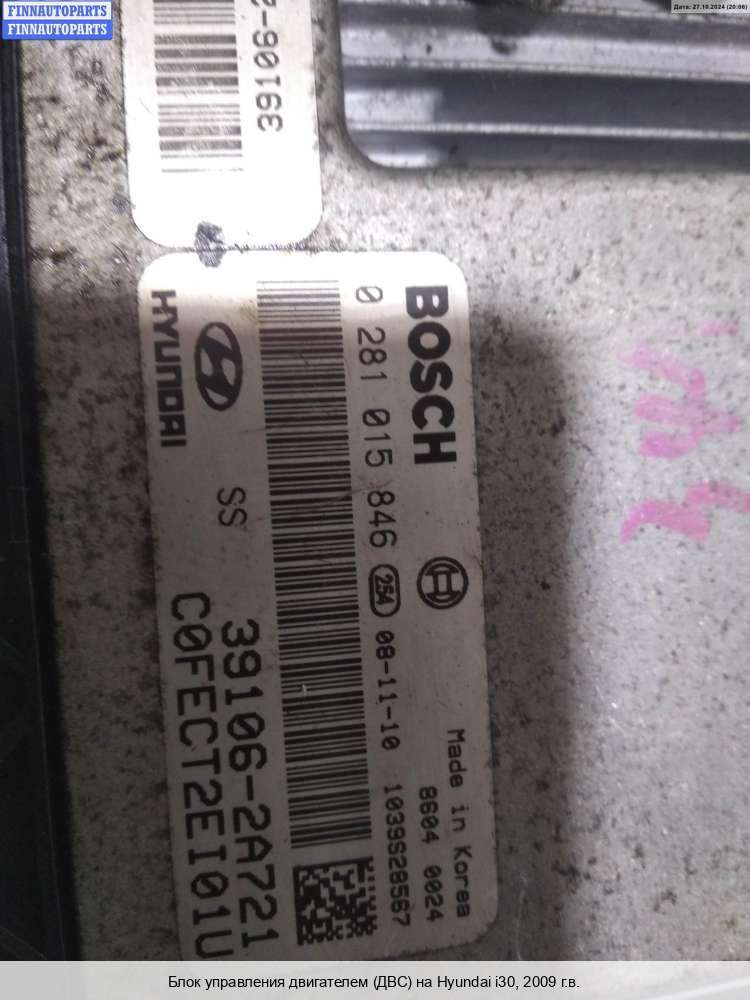 FINNAUTOPARTS
FINNAUTOPARTS
Дата: 27.10.2024 (20:06)
39106-2
BOSCH
0 281 015 846 254 08-11-10 1039S28567
Made in Korea
8604 0024
HYUNDAI
SS
39106-2A721
C0FECT2EI01U
Блок управления двигателем (ДВС) на Hyundai i30, 2009 г.в.